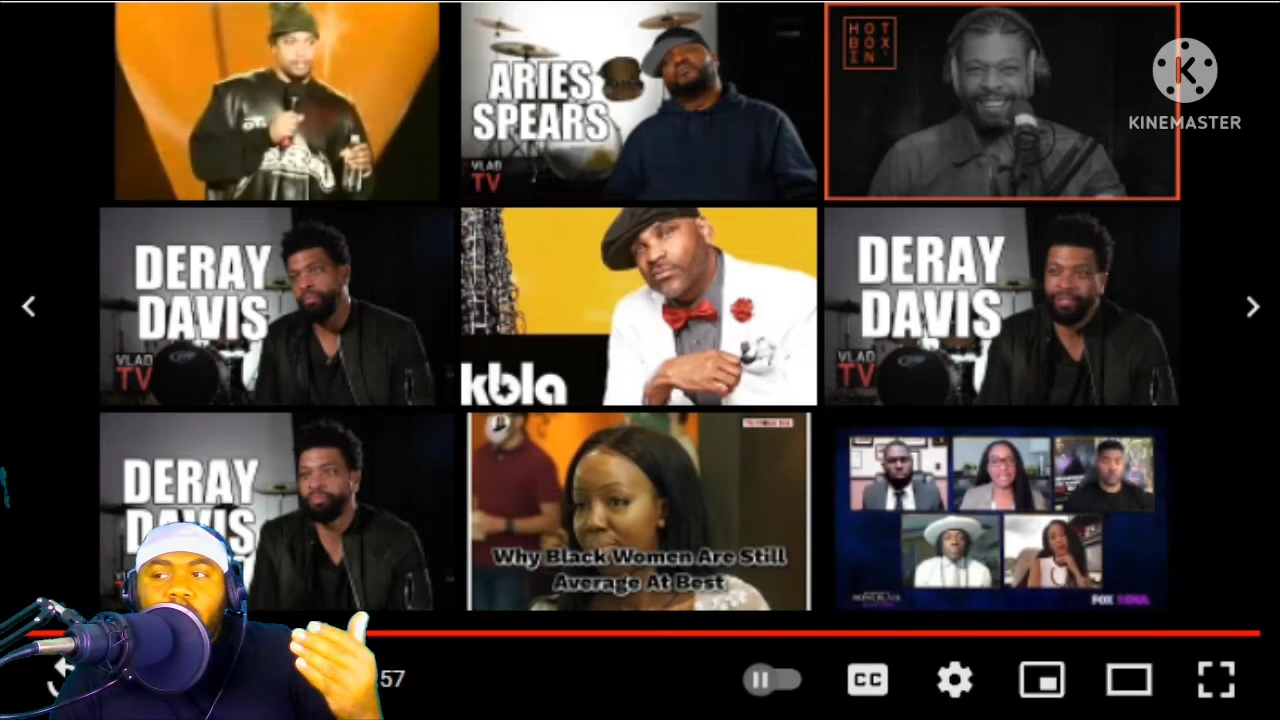 HOT
BOX
IN'
KINEMASTER
ARIES
SPEARS
VLAD
TV
DERAY
DAVIS
VLAD
TV
kbla
DERAY
DAVIS
VLAD
TV
DERAY
DAVIS
Why Black Women Are Still
Average At Best
FOX SOUL
57
CC